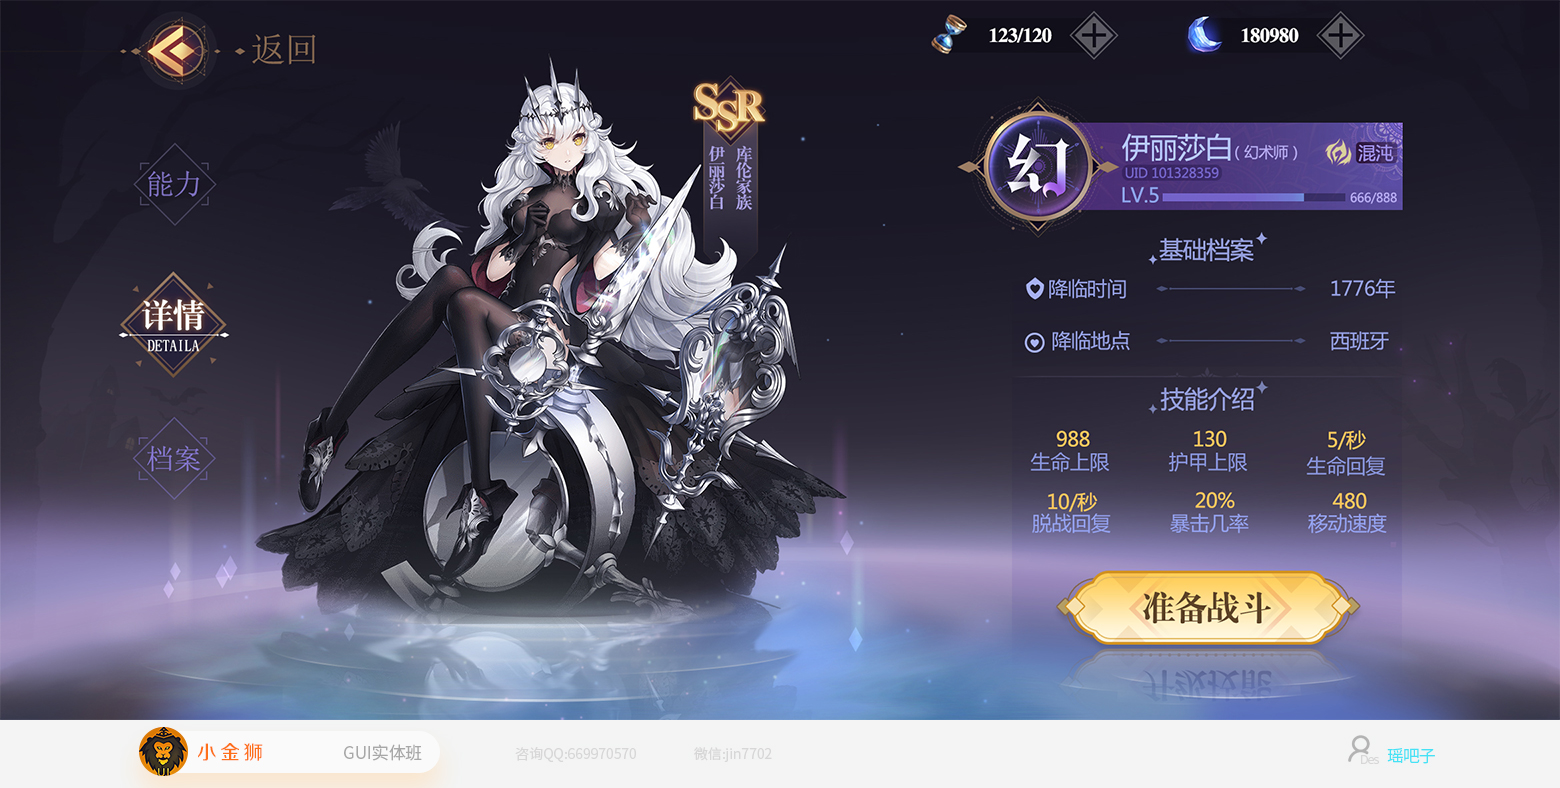 返回
123/120
180980
SSR
库伦家族
伊丽莎白
能力
详情
DETAILA
档案
幻
伊丽莎白(幻术师)
混沌
UID 101328359
LV.5
666/888
基础档案
降临时间
1776年
降临地点
西班牙
技能介绍
988
130
5/秒
生命上限
护甲上限
生命回复
10/秒
20%
480
脱战回复
暴击几率
移动速度
准备战斗
升级技能
小金狮
GUI实体班
咨询QQ:669970570
微信:jin7702
Des
瑶吧子